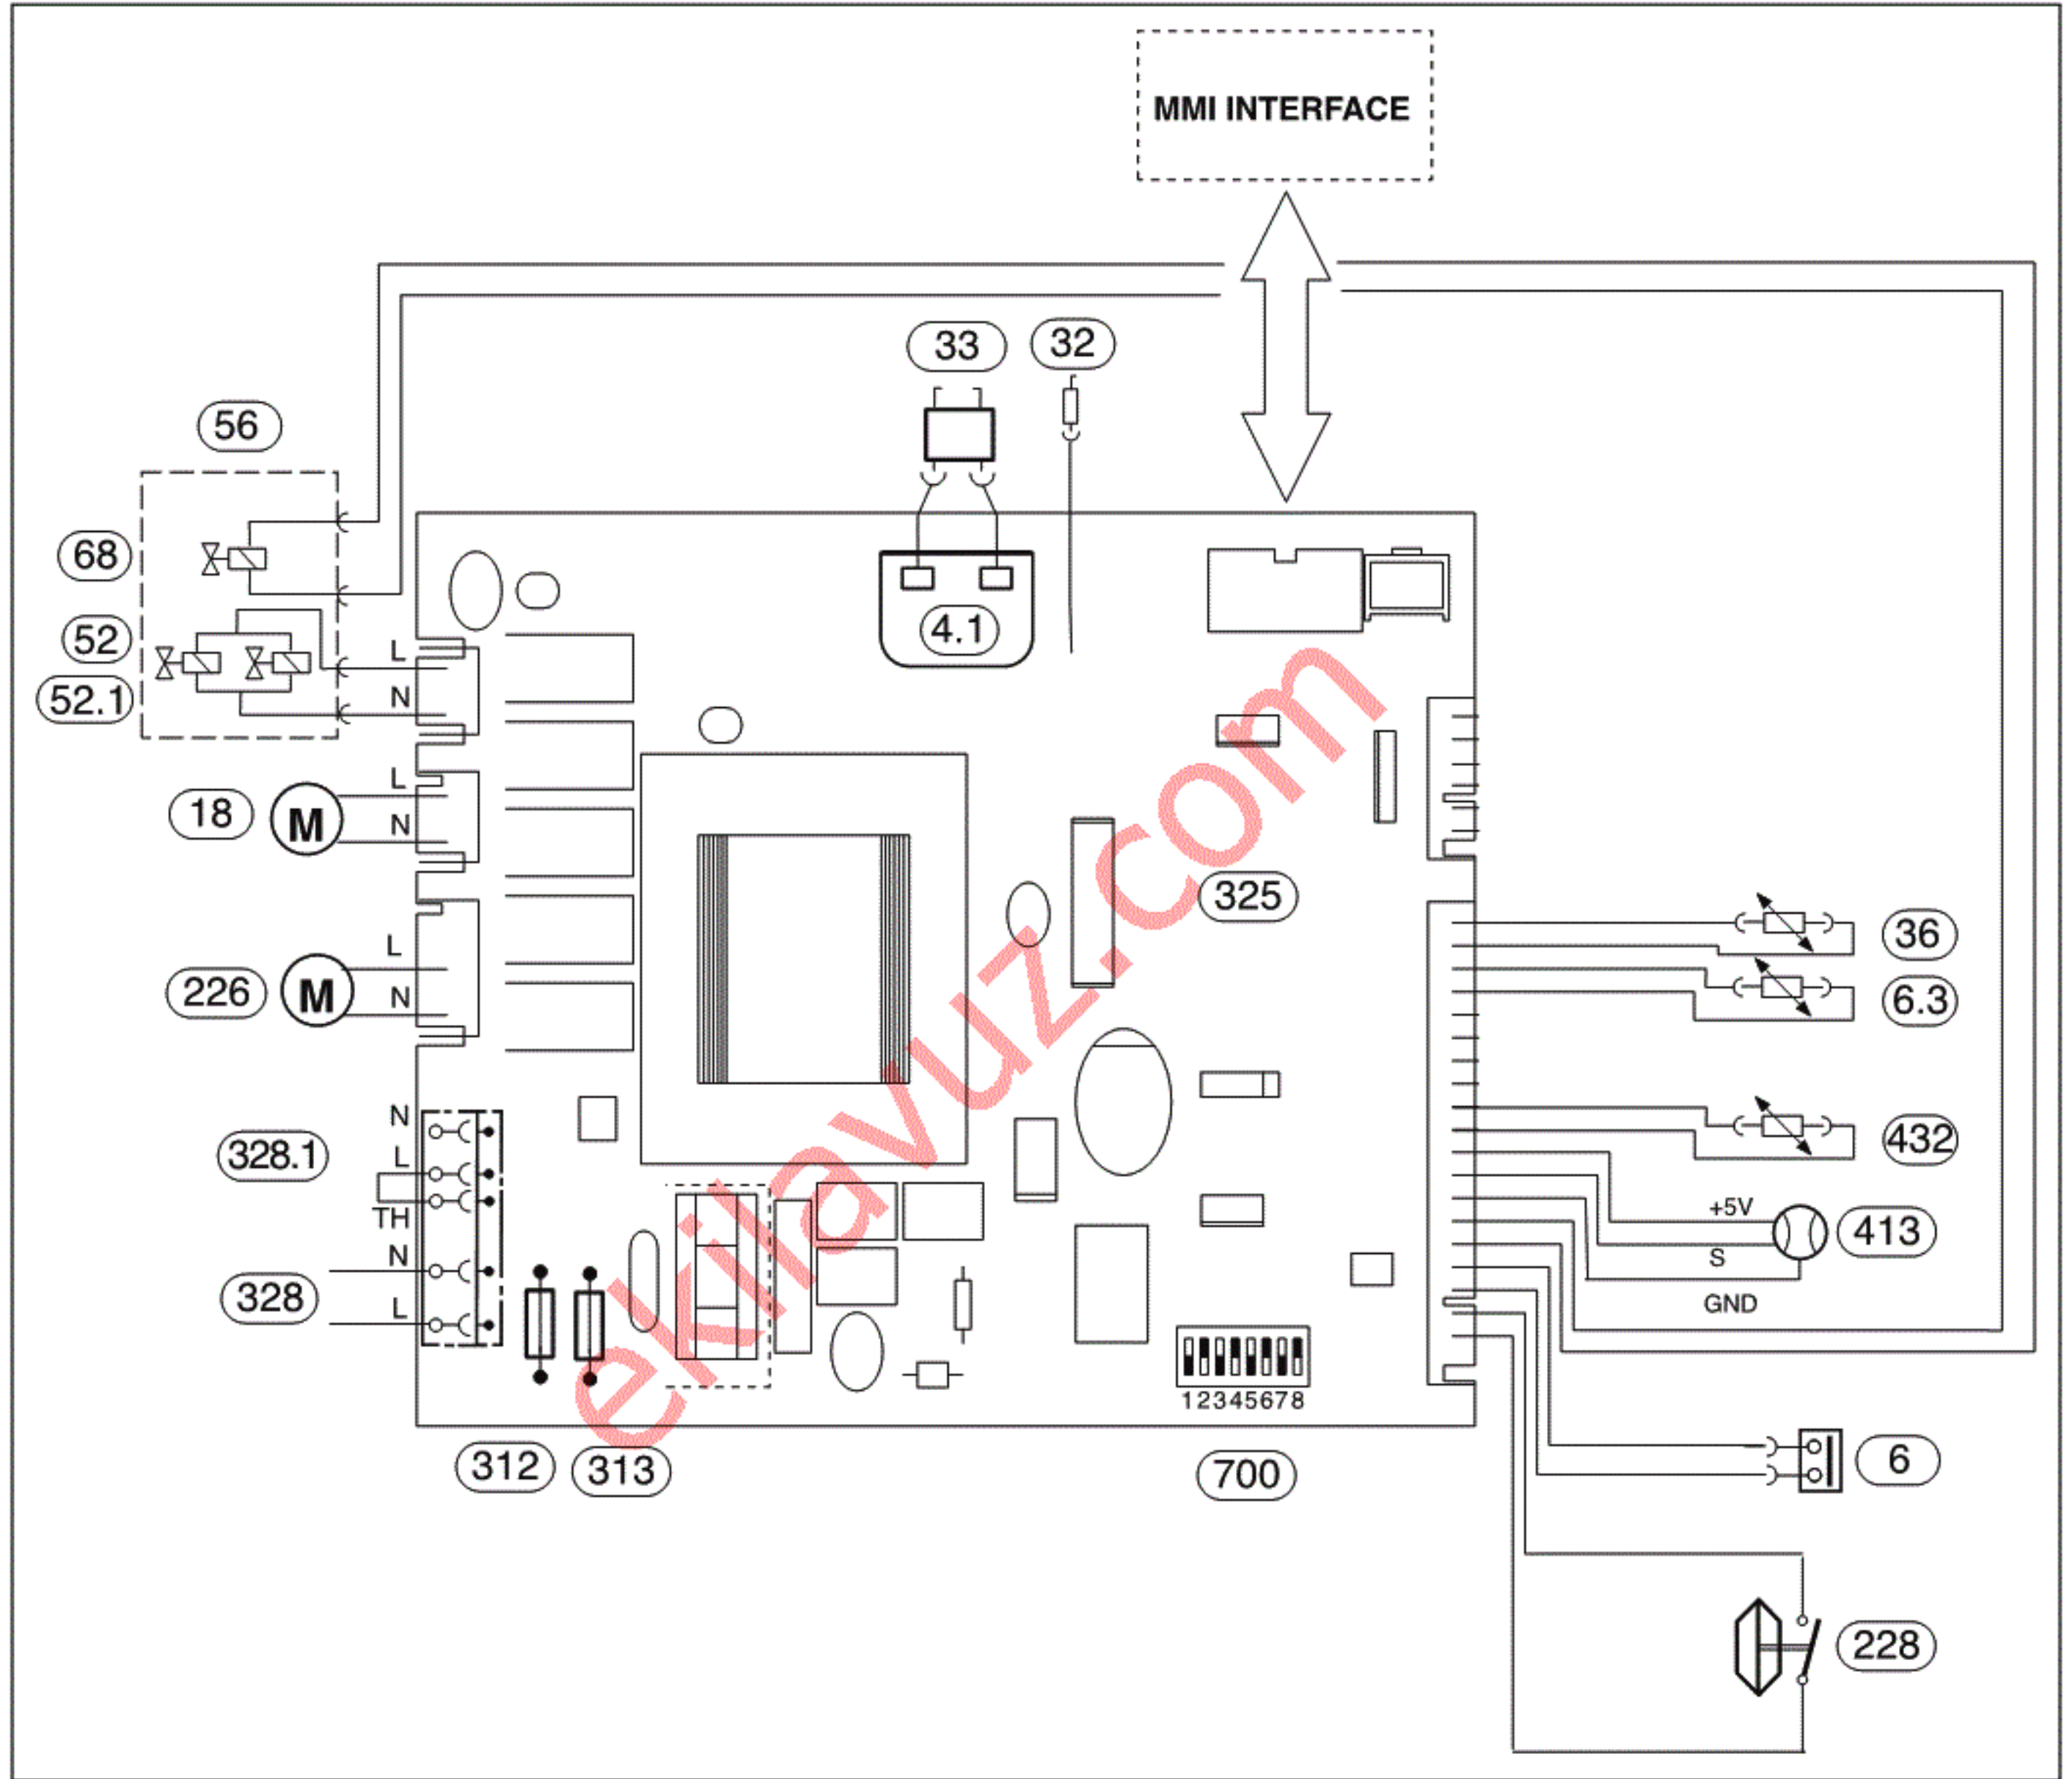 MMI INTERFACE
33
32
56
68
52
52.1
4.1
L
N
18
M
L
N
325
226
M
L
N
36
6.3
432
328.1
N
L
TH
328
N
L
+5V
S
GND
413
12345678
312
313
700
6
228
ekilavuz.com